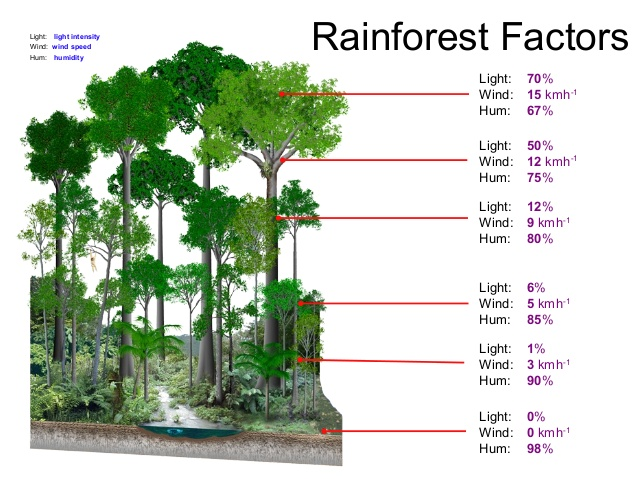 Rainforest Factors
Light: light intensity
Wind: wind speed
Hum: humidity
Light: 70%
Wind: 15 kmh⁻¹
Hum: 67%
Light: 50%
Wind: 12 kmh⁻¹
Hum: 75%
Light: 12%
Wind: 9 kmh⁻¹
Hum: 80%
Light: 6%
Wind: 5 kmh⁻¹
Hum: 85%
Light: 1%
Wind: 3 kmh⁻¹
Hum: 90%
Light: 0%
Wind: 0 kmh⁻¹
Hum: 98%